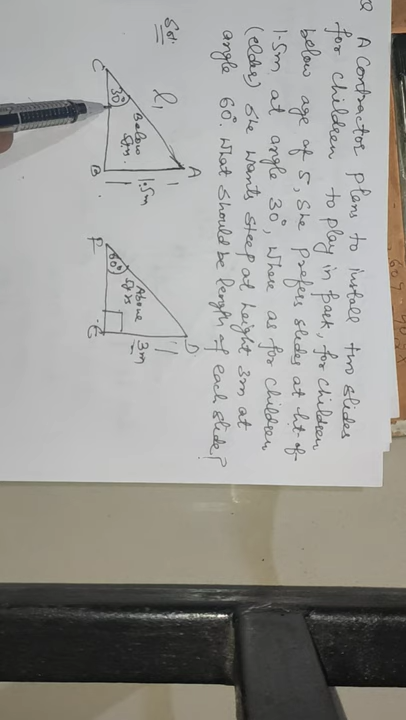 Q A contractor plans to install two slides
for children to play in park, for children
below age of 5, She prefers slides at ht. of
1.5m, at angle 30°, Where as for children
(elder) She wants steep at height 3m at
angle 60°. What should be length of each slide?
Sol.
A
l₁
Below
5yr.
1.5m
30°
C
B
D
Above
5yr
3m
60°
E